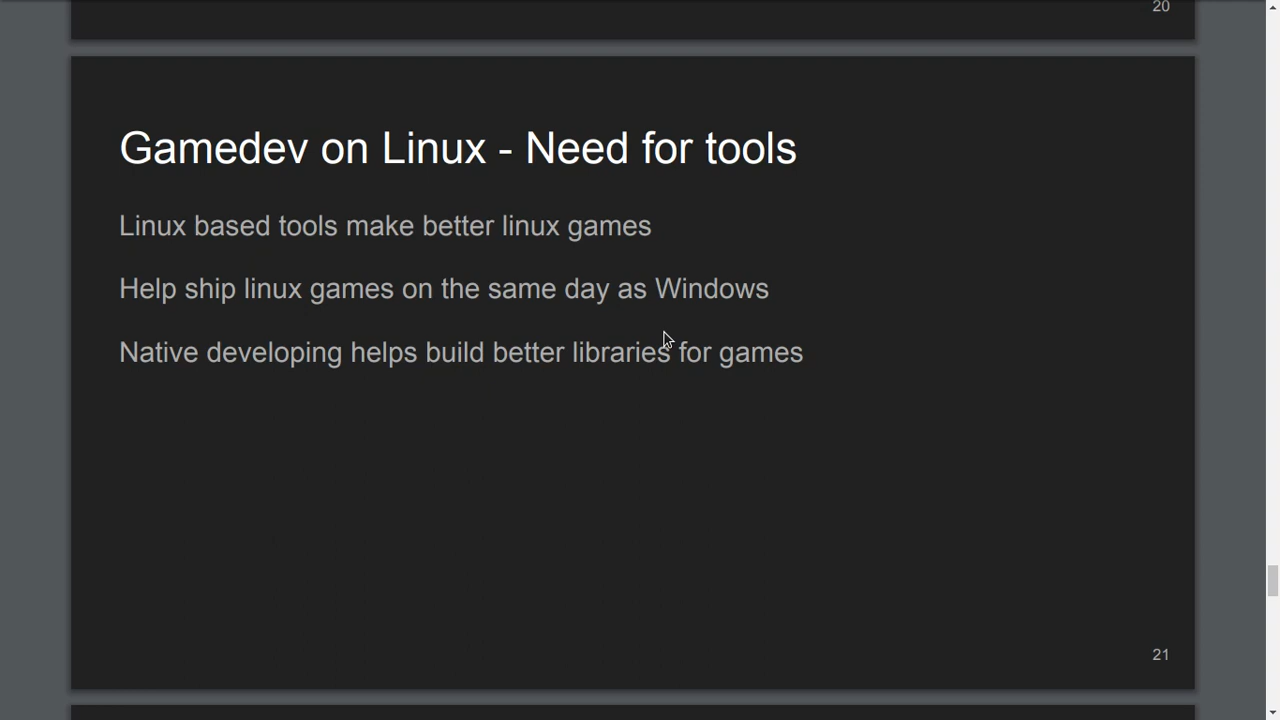 20
Gamedev on Linux - Need for tools
Linux based tools make better linux games
Help ship linux games on the same day as Windows
Native developing helps build better libraries for games
21